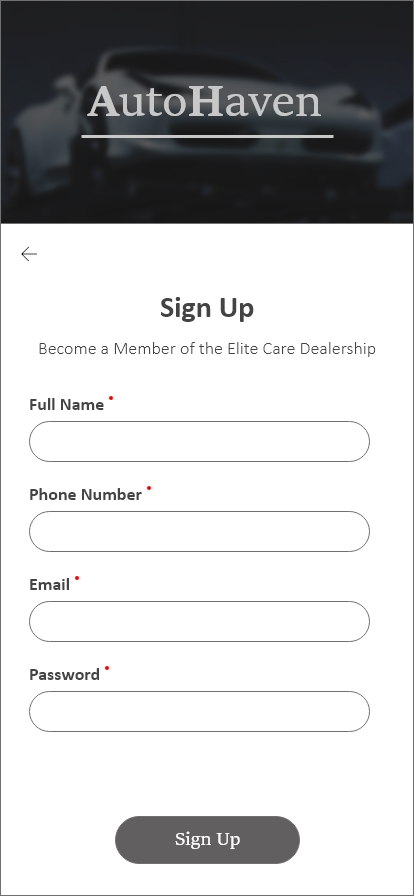 AutoHaven
Sign Up
Become a Member of the Elite Care Dealership
Full Name
Phone Number
Email
Password
Sign Up